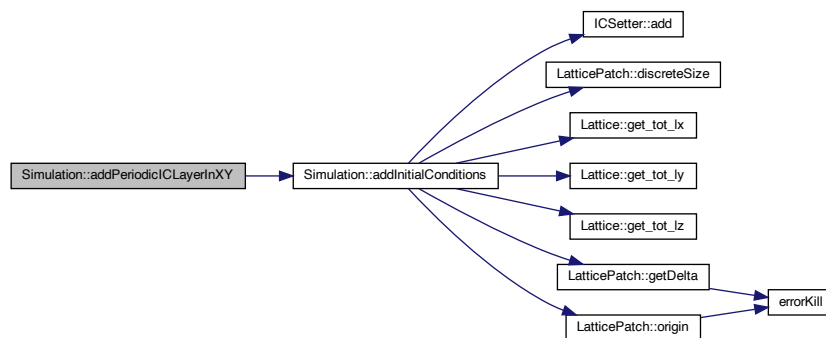 Simulation::addPeriodicICLayerInXY
Simulation::addInitialConditions
ICSetter::add
LatticePatch::discreteSize
Lattice::get_tot_lx
Lattice::get_tot_ly
Lattice::get_tot_lz
LatticePatch::getDelta
LatticePatch::origin
errorKill